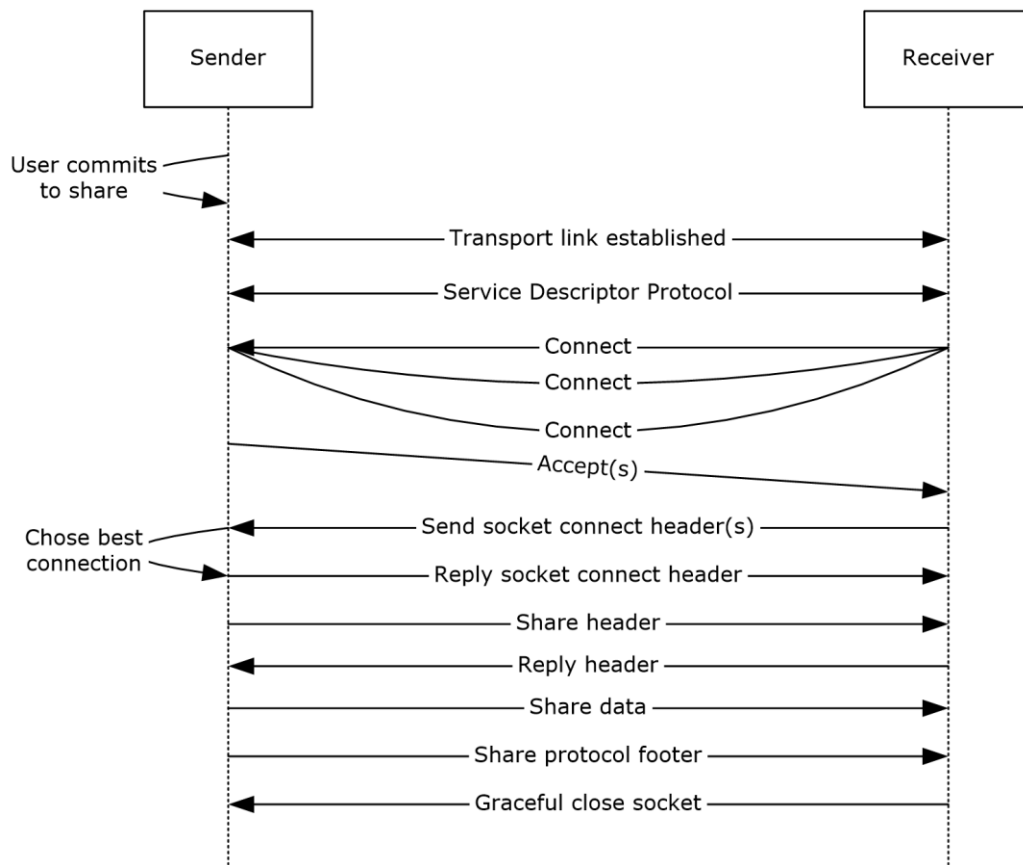 Sender
Receiver
User commits
to share
Transport link established
Service Descriptor Protocol
Connect
Connect
Connect
Accept(s)
Send socket connect header(s)
Chose best
connection
Reply socket connect header
Share header
Reply header
Share data
Share protocol footer
Graceful close socket